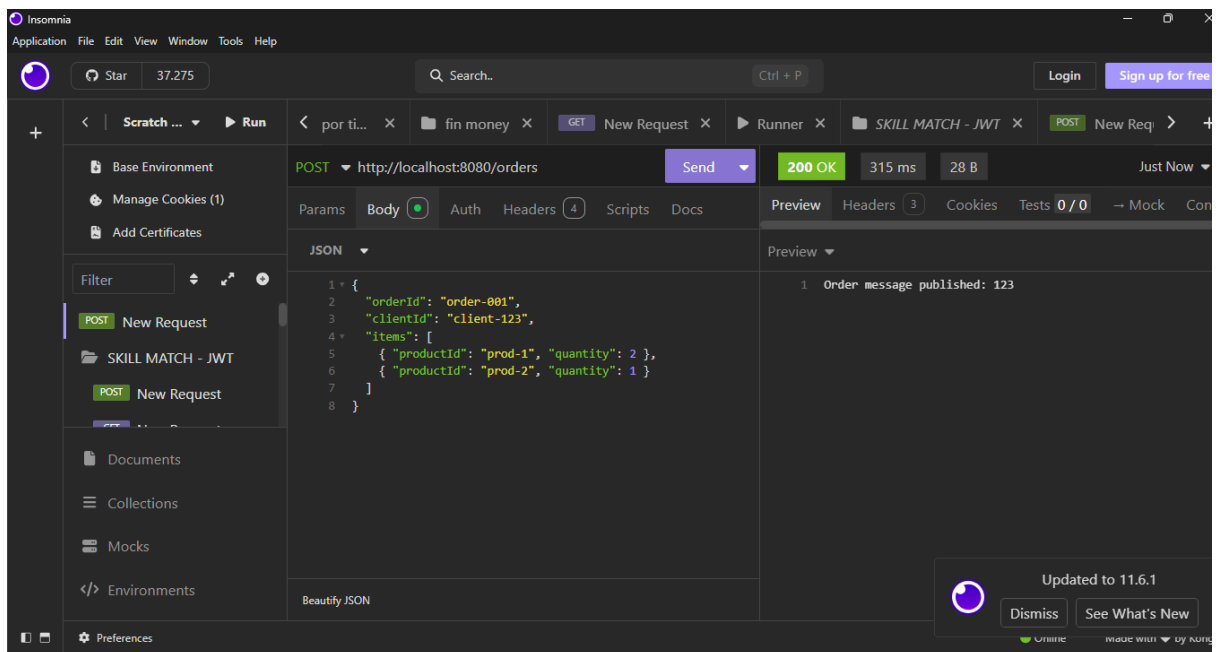 Insomnia
Application File Edit View Window Tools Help
Star 37.275
Search..
Ctrl + P
Login
Sign up for free
Scratch ...
Run
por ti...
fin money
GET New Request
Runner
SKILL MATCH - JWT
POST New Req
Base Environment
Manage Cookies (1)
Add Certificates
Filter
POST New Request
SKILL MATCH - JWT
POST New Request
Documents
Collections
Mocks
Environments
Preferences
POST http://localhost:8080/orders
Send
Params Body Auth Headers 4 Scripts Docs
JSON
1 {
2 "orderId": "order-001",
3 "clientId": "client-123",
4 "items": [
5 { "productId": "prod-1", "quantity": 2 },
6 { "productId": "prod-2", "quantity": 1 }
7 ]
8 }
Beautify JSON
200 OK 315 ms 28 B
Just Now
Preview Headers 3 Cookies Tests 0 / 0 → Mock Con
Preview
1 Order message published: 123
Updated to 11.6.1
Dismiss
See What's New
Online
Made with by Kong